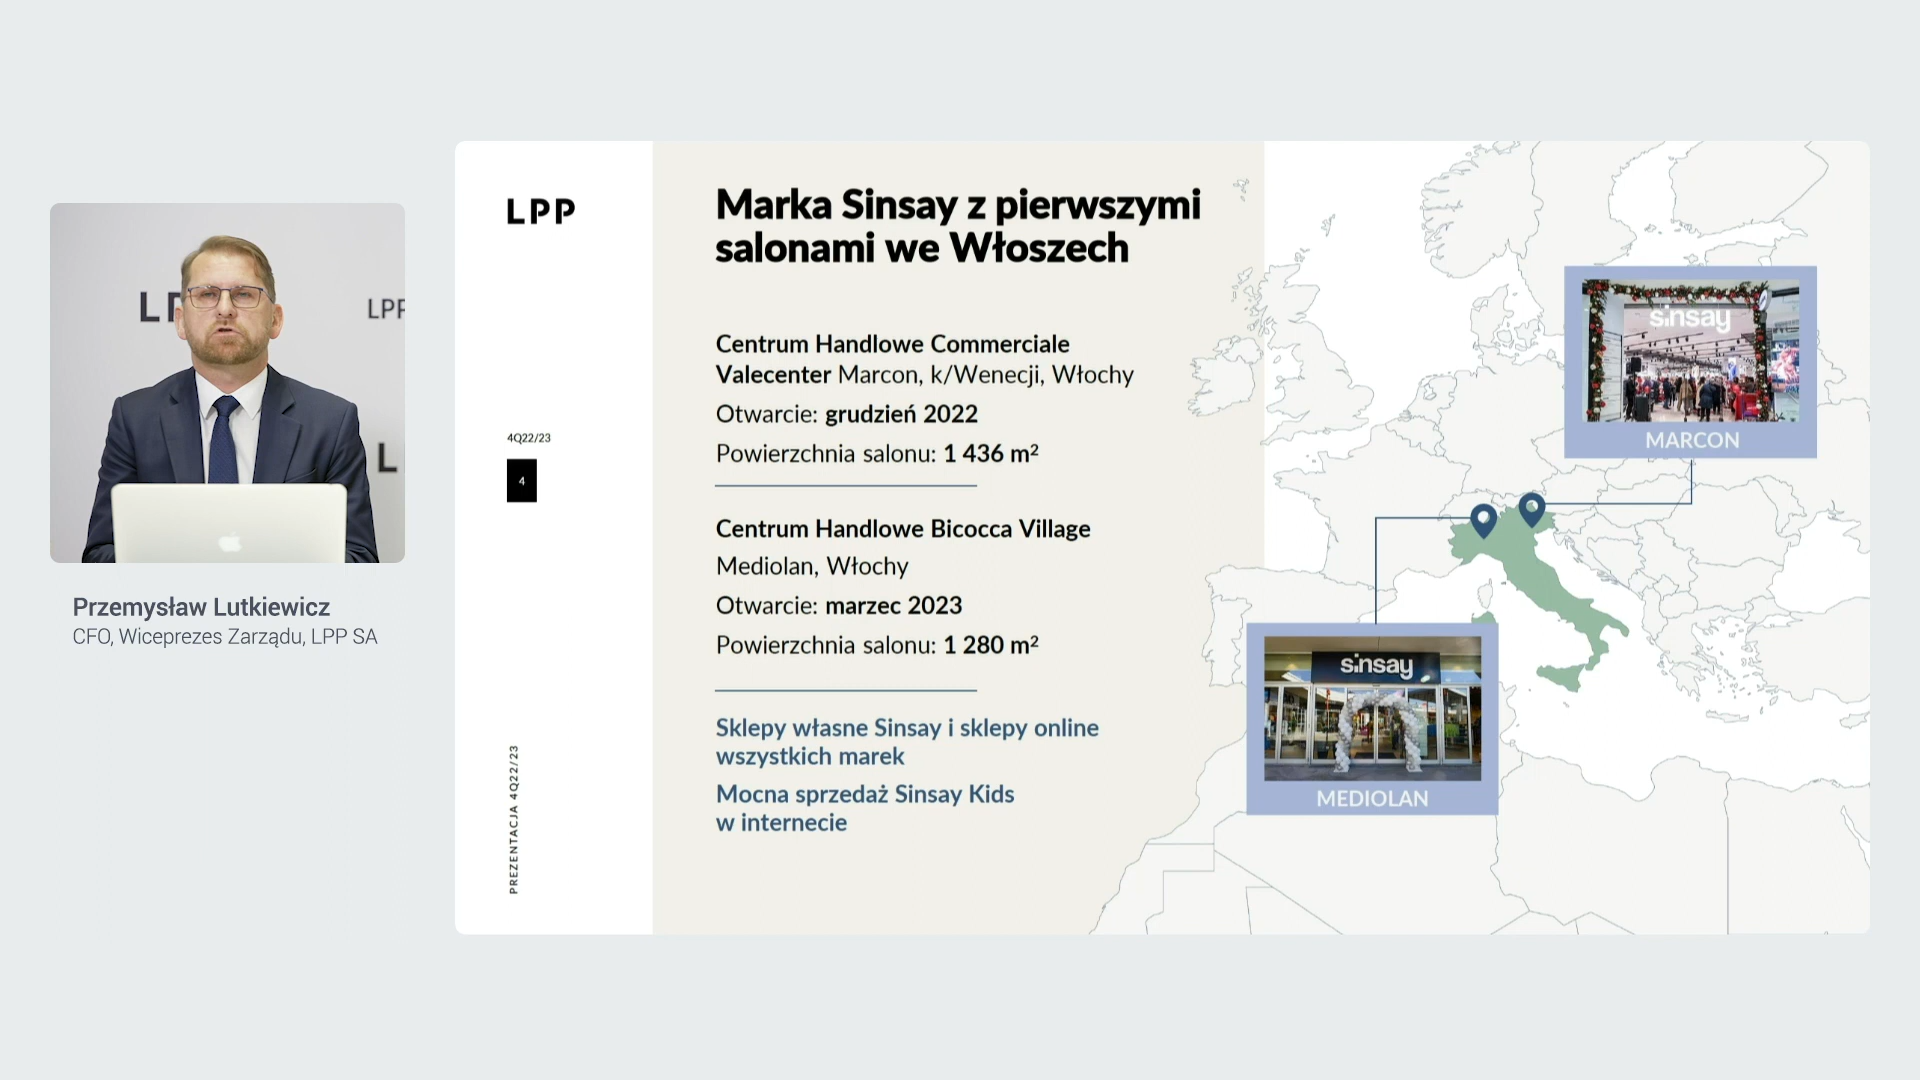 LPP
LPP
L
Przemysław Lutkiewicz
CFO, Wiceprezes Zarządu, LPP SA
LPP
4Q22/23
4
PREZENTACJA 4Q22/23
Marka Sinsay z pierwszymi
salonami we Włoszech
Centrum Handlowe Commerciale
Valecenter Marcon, k/Wenecji, Włochy
Otwarcie: grudzień 2022
Powierzchnia salonu: 1 436 m²
Centrum Handlowe Bicocca Village
Mediolan, Włochy
Otwarcie: marzec 2023
Powierzchnia salonu: 1 280 m²
Sklepy własne Sinsay i sklepy online
wszystkich marek
Mocna sprzedaż Sinsay Kids
w internecie
sinsay
MARCON
sinsay
MEDIOLAN